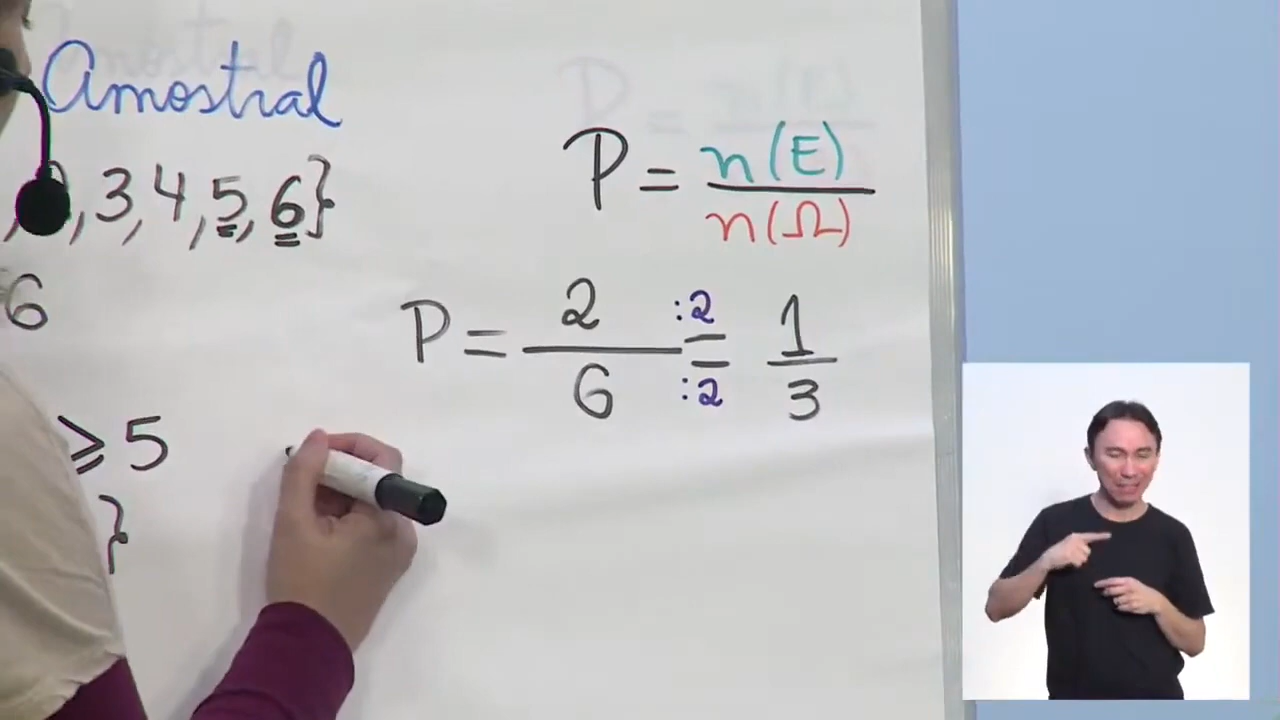 Amostral
, 3, 4, 5, 6}
6
≥ 5
}
P = n(E) / n(Ω)
P = 2 / 6 :2 = :2 1 / 3